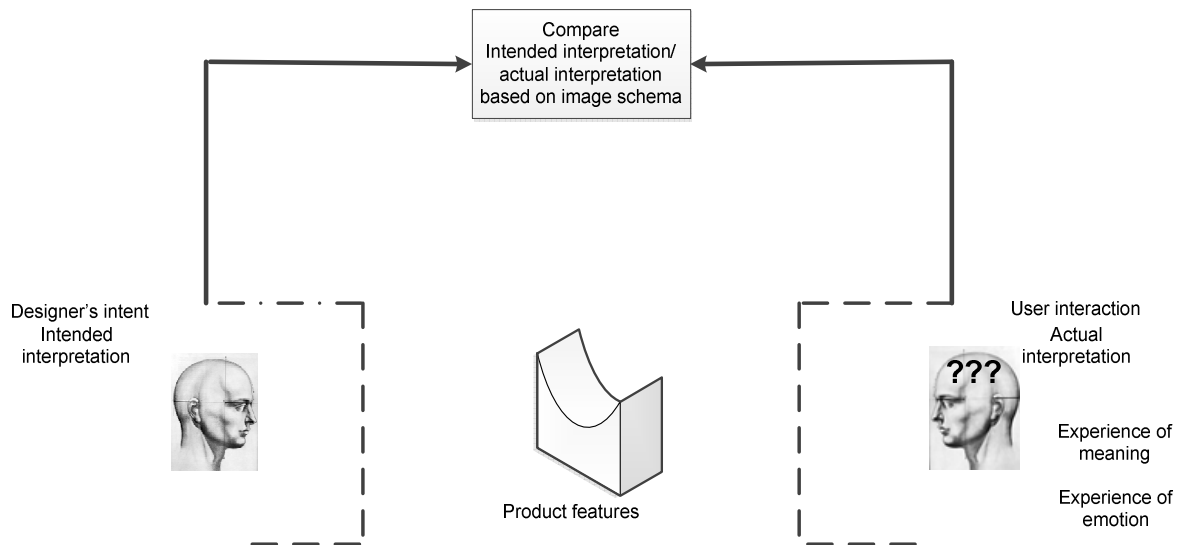 Compare
Intended interpretation/
actual interpretation
based on image schema
Designer's intent
Intended
interpretation
User interaction
Actual
interpretation
???
Experience of
meaning
Experience of
emotion
Product features